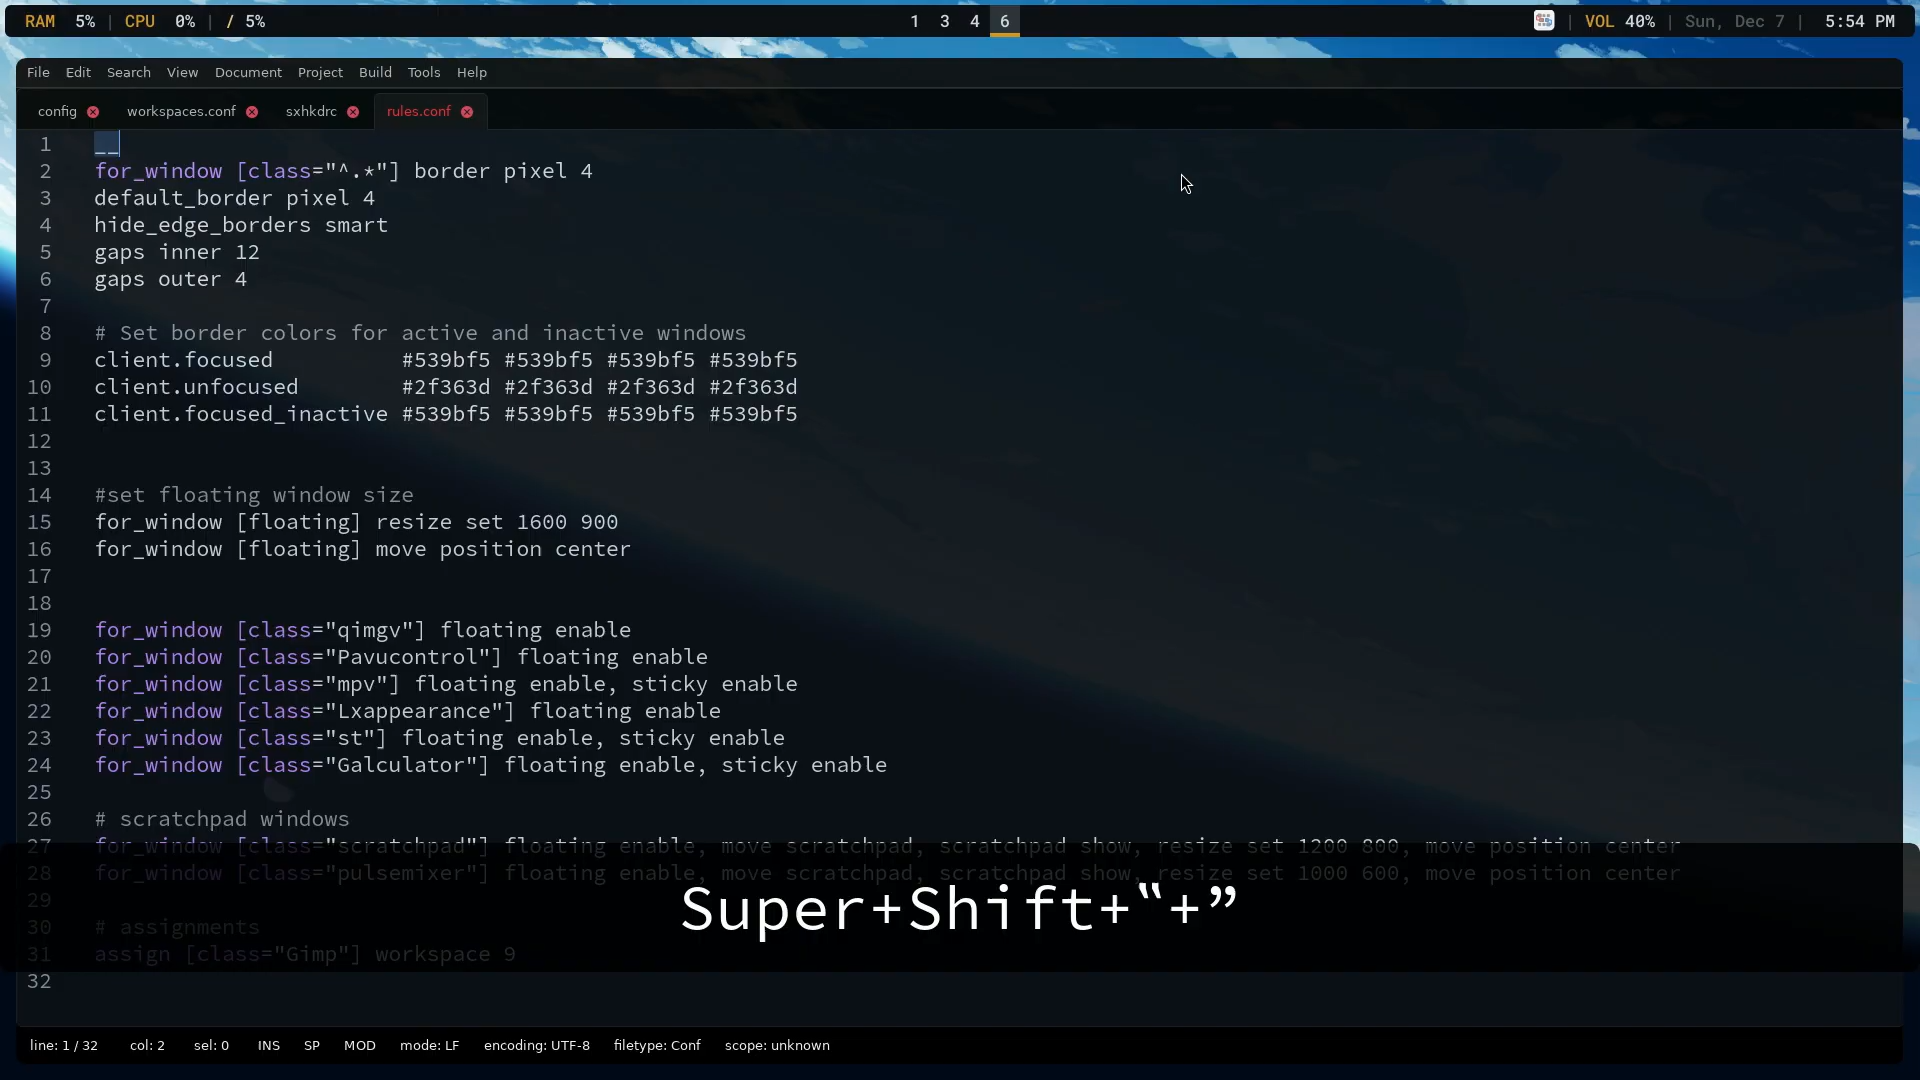 RAM 5% | CPU 0% | / 5% 1 3 4 6 | VOL 40% | Sun, Dec 7 | 5:54 PM
File Edit Search View Document Project Build Tools Help
config workspaces.conf sxhkdrc rules.conf
1 __
2 for_window [class="^.*"] border pixel 4
3 default_border pixel 4
4 hide_edge_borders smart
5 gaps inner 12
6 gaps outer 4
7
8 # Set border colors for active and inactive windows
9 client.focused #539bf5 #539bf5 #539bf5 #539bf5
10 client.unfocused #2f363d #2f363d #2f363d #2f363d
11 client.focused_inactive #539bf5 #539bf5 #539bf5 #539bf5
12
13
14 #set floating window size
15 for_window [floating] resize set 1600 900
16 for_window [floating] move position center
17
18
19 for_window [class="qimgv"] floating enable
20 for_window [class="Pavucontrol"] floating enable
21 for_window [class="mpv"] floating enable, sticky enable
22 for_window [class="Lxappearance"] floating enable
23 for_window [class="st"] floating enable, sticky enable
24 for_window [class="Galculator"] floating enable, sticky enable
25
26 # scratchpad windows
27 for_window [class="scratchpad"] floating enable, move scratchpad, scratchpad show, resize set 1200 800, move position center
28 for_window [class="pulsemixer"] floating enable, move scratchpad, scratchpad show, resize set 1000 600, move position center
29
Super+Shift+‟+”
30 # assignments
31 assign [class="Gimp"] workspace 9
32
line: 1 / 32 col: 2 sel: 0 INS SP MOD mode: LF encoding: UTF-8 filetype: Conf scope: unknown